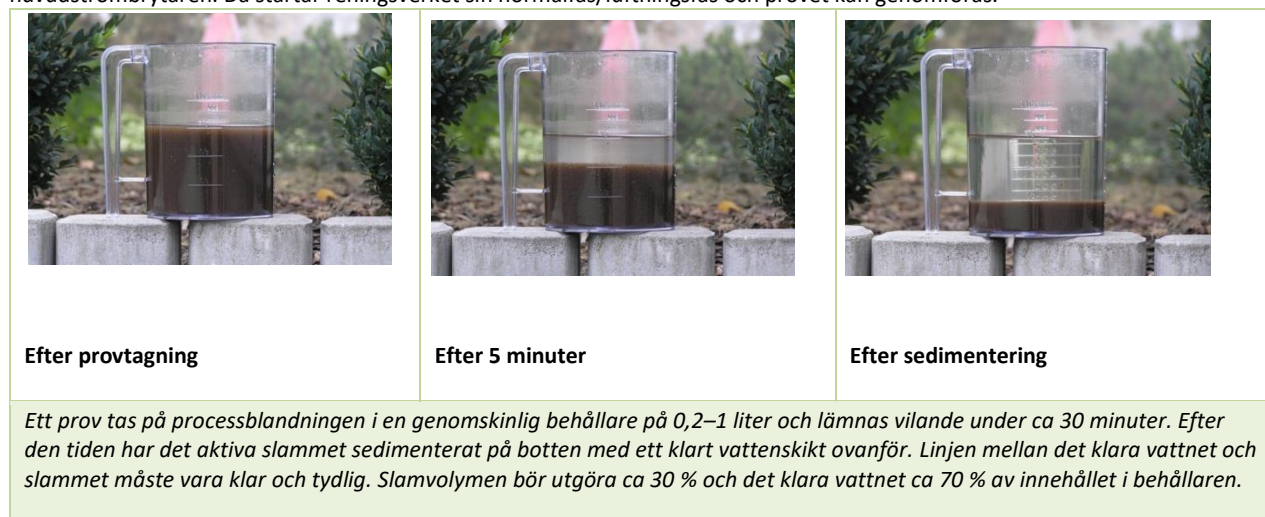 Efter provtagning
Efter 5 minuter
Efter sedimentering
Ett prov tas på processblandningen i en genomskinlig behållare på 0,2–1 liter och lämnas vilande under ca 30 minuter. Efter
den tiden har det aktiva slammet sedimenterat på botten med ett klart vattenskikt ovanför. Linjen mellan det klara vattnet och
slammet måste vara klar och tydlig. Slamvolymen bör utgöra ca 30 % och det klara vattnet ca 70 % av innehållet i behållaren.